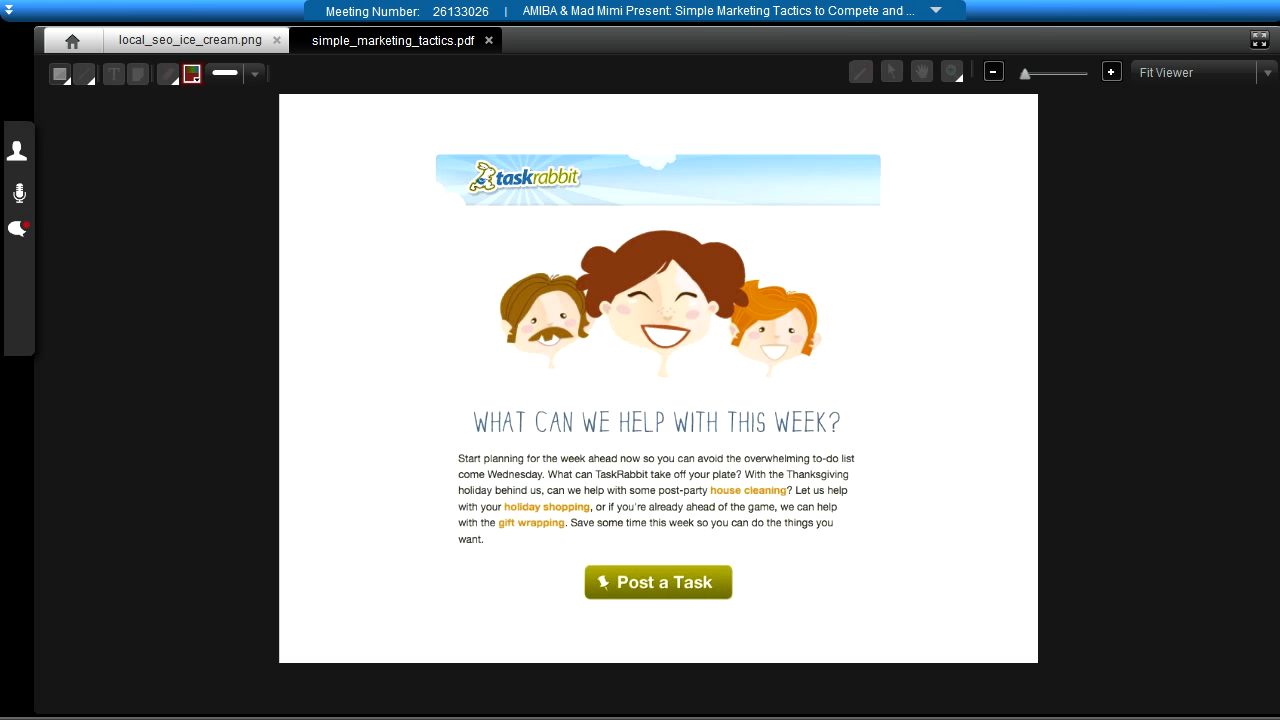 Meeting Number: 26133026 | AMIBA & Mad Mimi Present: Simple Marketing Tactics to Compete and ...
local_seo_ice_cream.png
simple_marketing_tactics.pdf
T
Fit Viewer
taskrabbit
WHAT CAN WE HELP WITH THIS WEEK?
Start planning for the week ahead now so you can avoid the overwhelming to-do list
come Wednesday. What can TaskRabbit take off your plate? With the Thanksgiving
holiday behind us, can we help with some post-party house cleaning? Let us help
with your holiday shopping, or if you're already ahead of the game, we can help
with the gift wrapping. Save some time this week so you can do the things you
want.
Post a Task